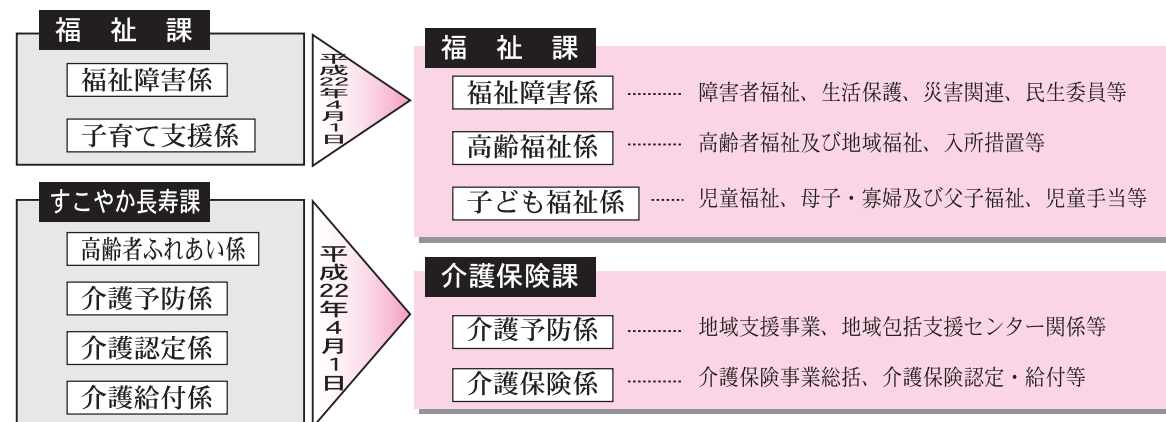 福祉課
福祉障害係
子育て支援係
平成22年4月1日
すこやか長寿課
高齢者ふれあい係
介護予防係
介護認定係
介護給付係
平成22年4月1日
福祉課
福祉障害係 ………… 障害者福祉、生活保護、災害関連、民生委員等
高齢福祉係 ………… 高齢者福祉及び地域福祉、入所措置等
子ども福祉係 ……… 児童福祉、母子・寡婦及び父子福祉、児童手当等
介護保険課
介護予防係 ………… 地域支援事業、地域包括支援センター関係等
介護保険係 ………… 介護保険事業総括、介護保険認定・給付等